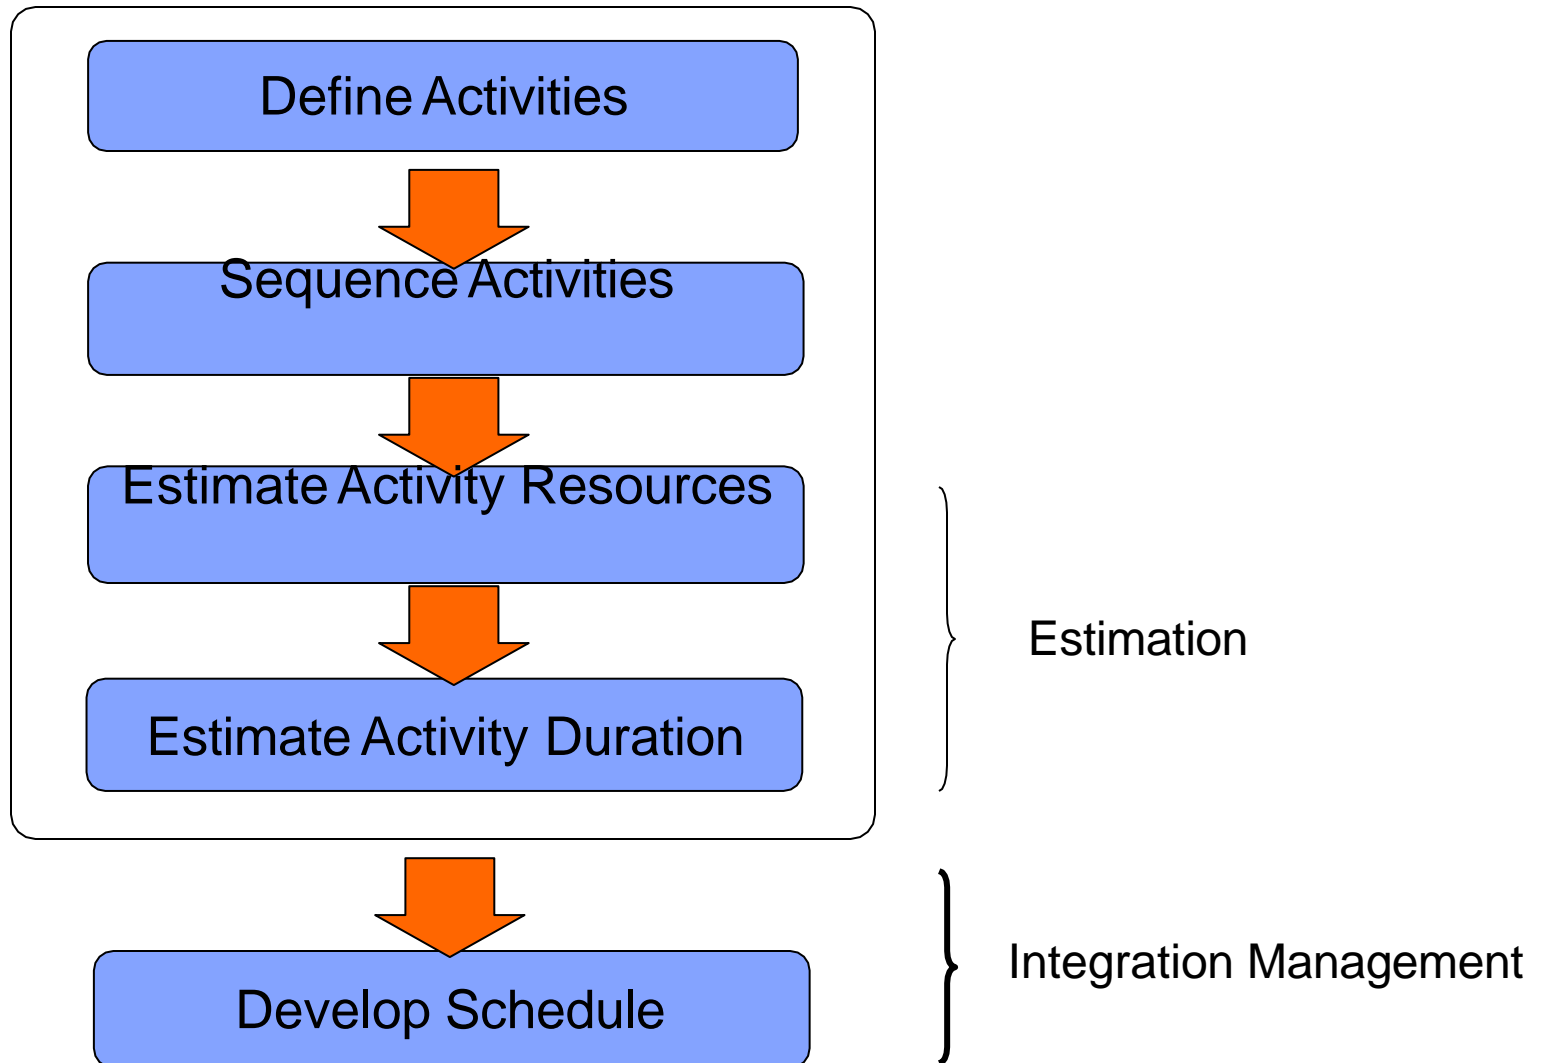 Define Activities
Sequence Activities
Estimate Activity Resources
Estimation
Estimate Activity Duration
Integration Management
Develop Schedule